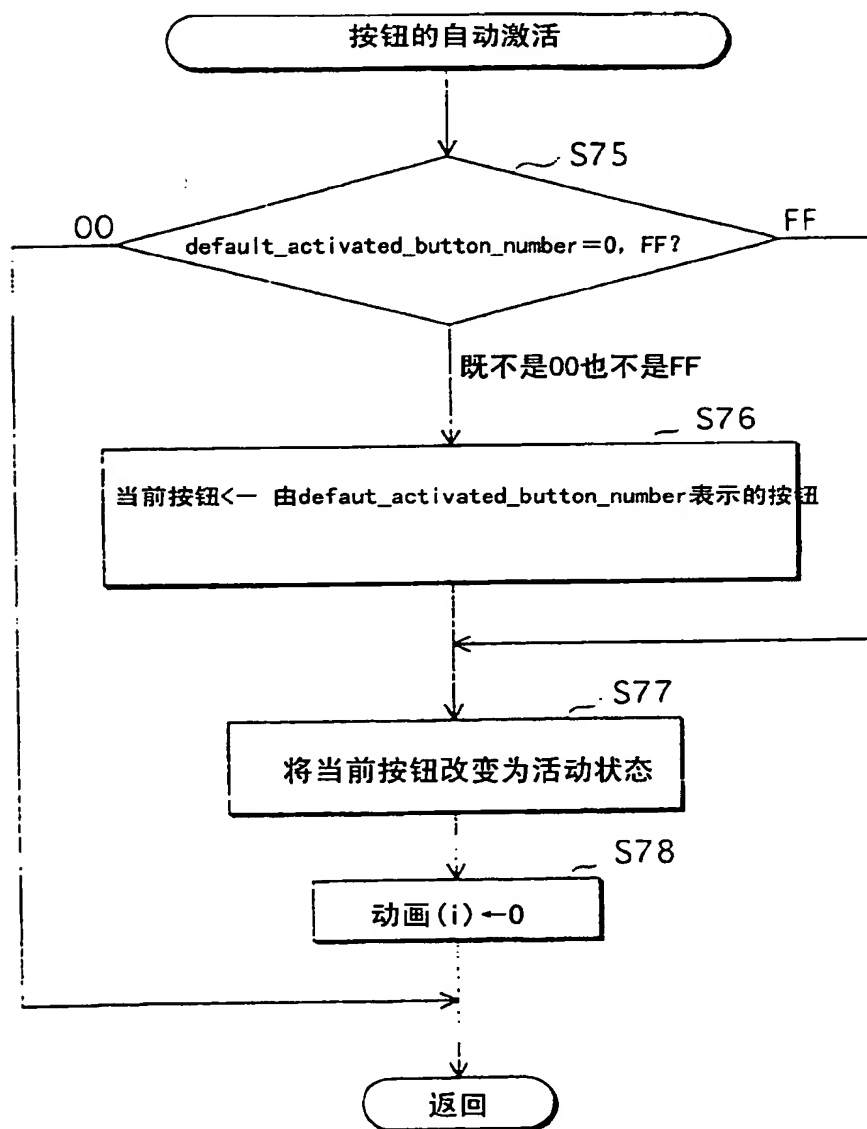 按钮的自动激活
S75
00
FF
default_activated_button_number=0, FF?
既不是00也不是FF
S76
当前按钮<— 由defaut_activated_button_number表示的按钮
S77
将当前按钮改变为活动状态
S78
动画(i)←0
返回